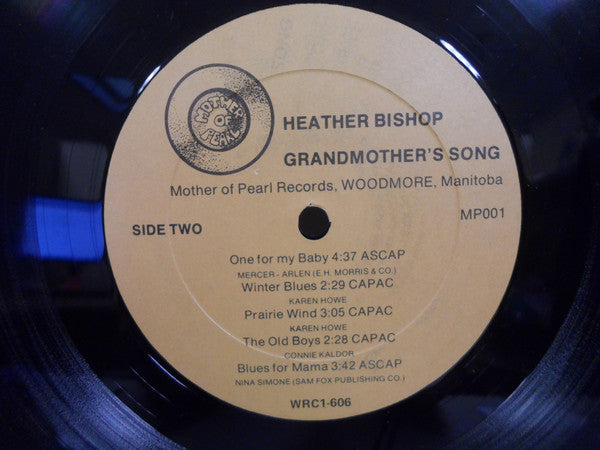 MOTHER
OF
PEARL
HEATHER BISHOP
GRANDMOTHER'S SONG
Mother of Pearl Records, WOODMORE, Manitoba
SIDE TWO
MP001
One for my Baby 4:37 ASCAP
MERCER - ARLEN (E.H. MORRIS & CO.)
Winter Blues 2:29 CAPAC
KAREN HOWE
Prairie Wind 3:05 CAPAC
KAREN HOWE
The Old Boys 2:28 CAPAC
CONNIE KALDOR
Blues for Mama 3:42 ASCAP
NINA SIMONE (SAM FOX PUBLISHING CO.)
WRC1-606